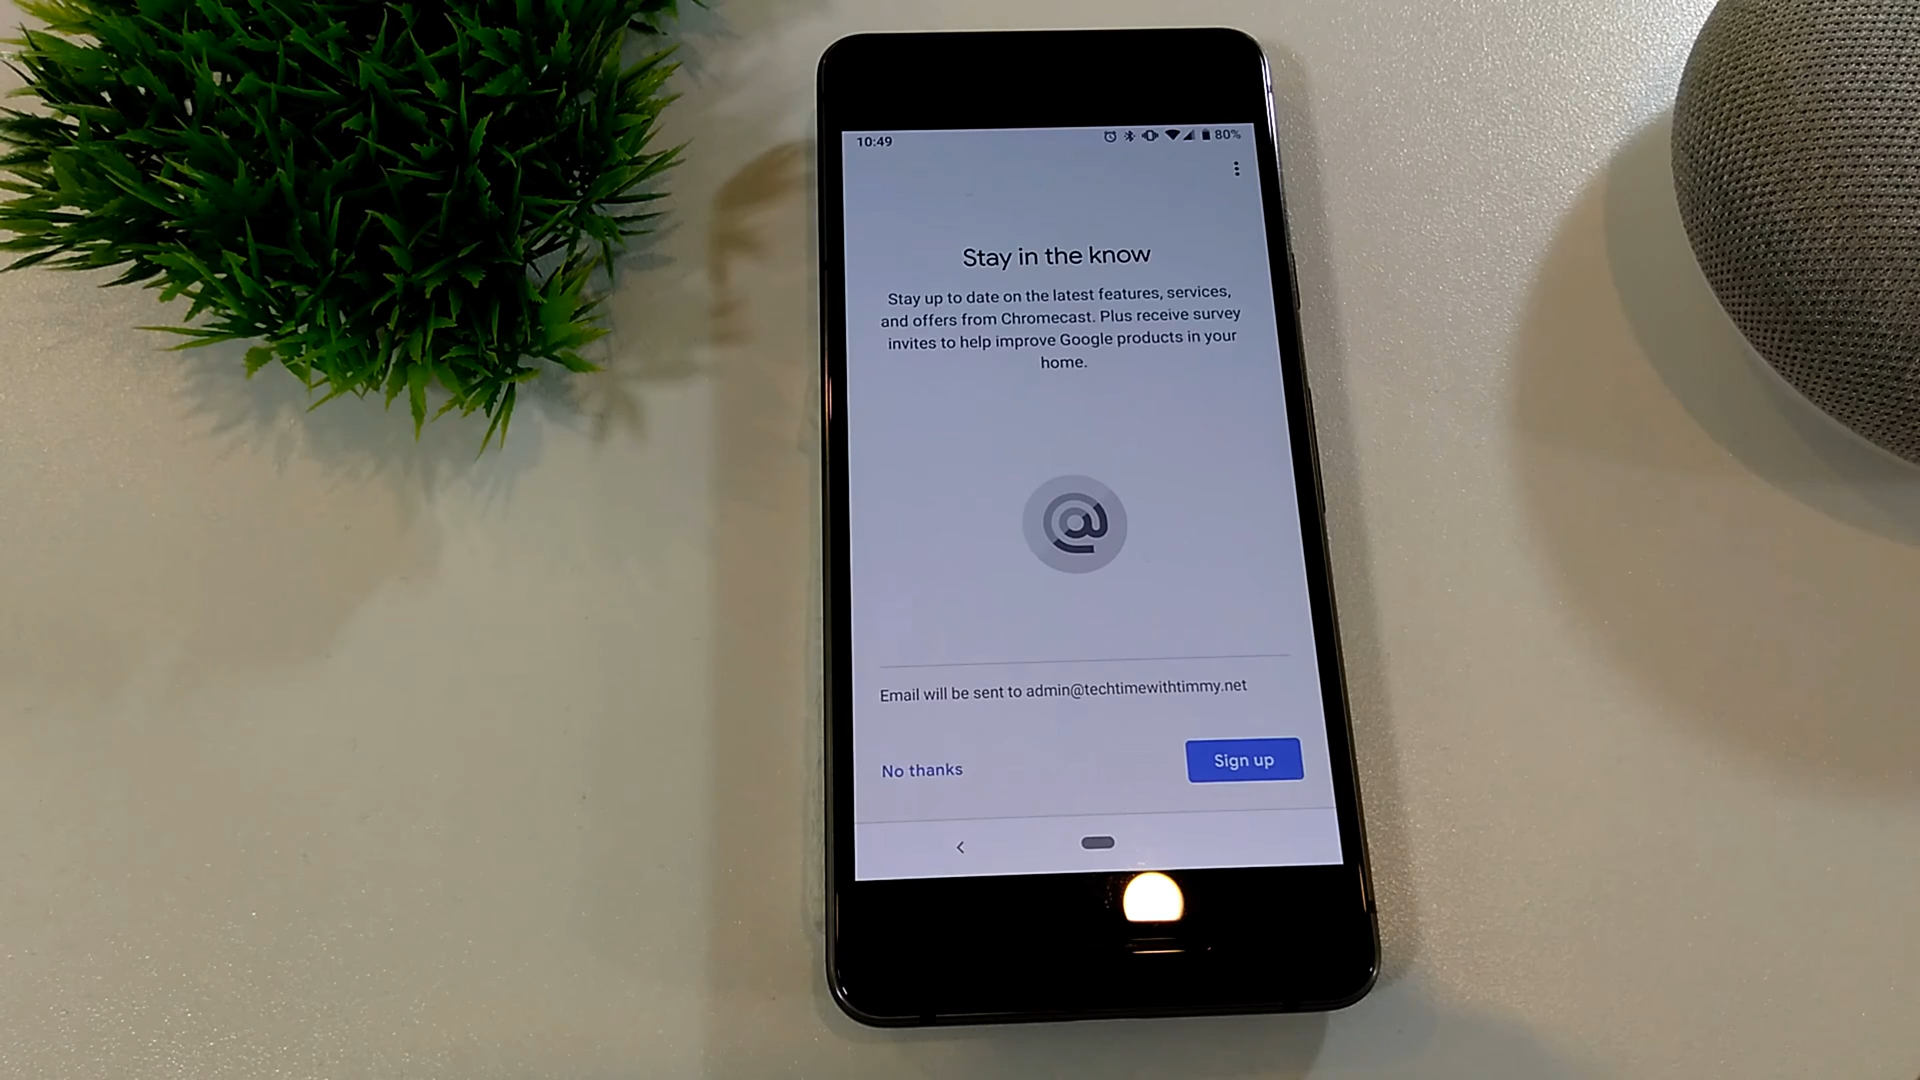 10:49
80%
Stay in the know
Stay up to date on the latest features, services,
and offers from Chromecast. Plus receive survey
invites to help improve Google products in your
home.
@
Email will be sent to admin@techtimewithtimmy.net
No thanks
Sign up